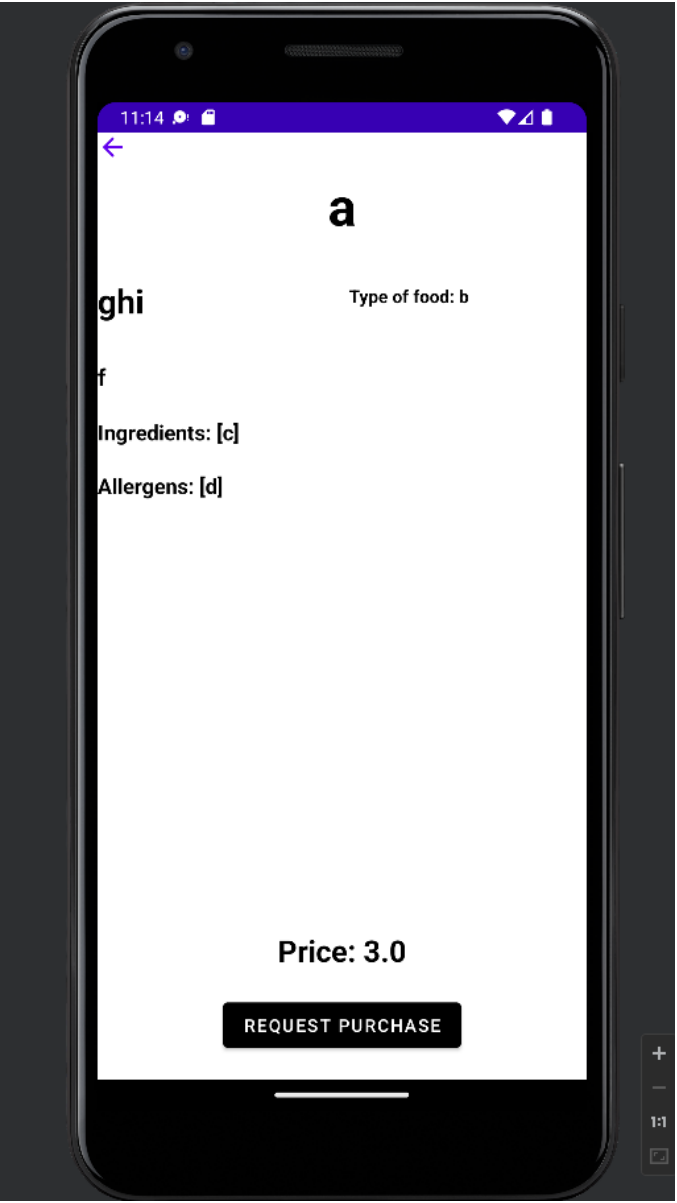 11:14
a
ghi
Type of food: b
f
Ingredients: [c]
Allergens: [d]
Price: 3.0
REQUEST PURCHASE
1:1